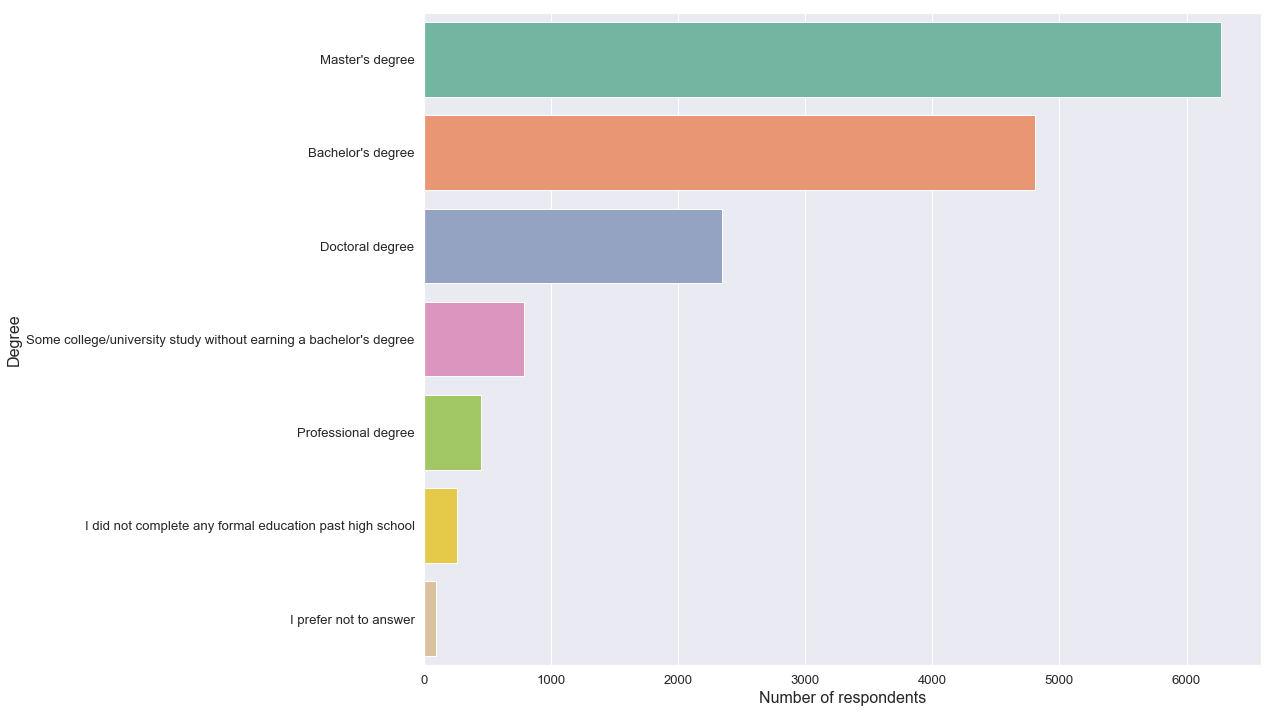 Master's degree
Bachelor's degree
Doctoral degree
Some college/university study without earning a bachelor's degree
Professional degree
I did not complete any formal education past high school
I prefer not to answer
Degree
0 1000 2000 3000 4000 5000 6000
Number of respondents